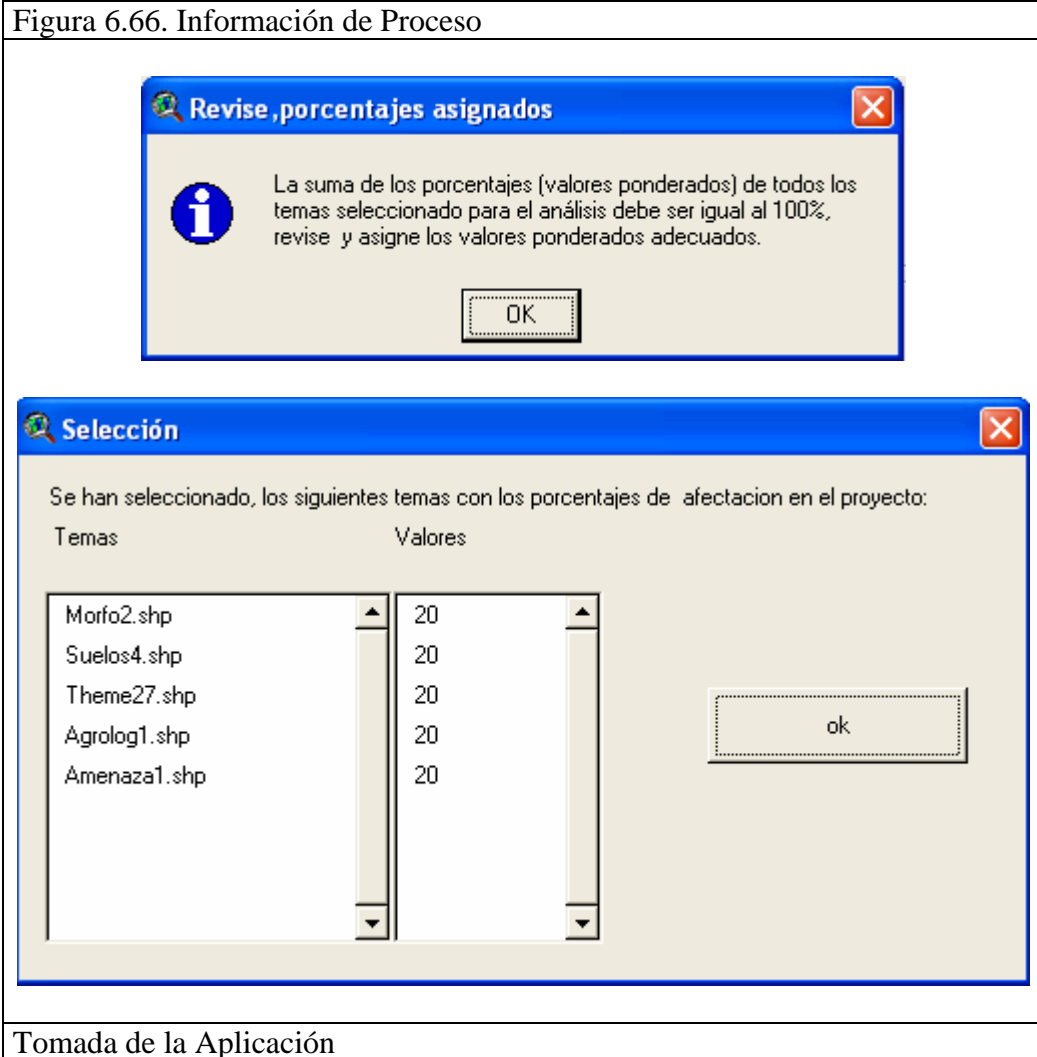 Figura 6.66. Información de Proceso
Revise,porcentajes asignados
La suma de los porcentajes (valores ponderados) de todos los
temas seleccionado para el análisis debe ser igual al 100%,
revise  y asigne los valores ponderados adecuados.
OK
Selección
Se han seleccionado, los siguientes temas con los porcentajes de  afectacion en el proyecto:
Temas Valores
Morfo2.shp 20
Suelos4.shp 20
Theme27.shp 20
Agrolog1.shp 20
Amenaza1.shp 20
ok
Tomada de la Aplicación